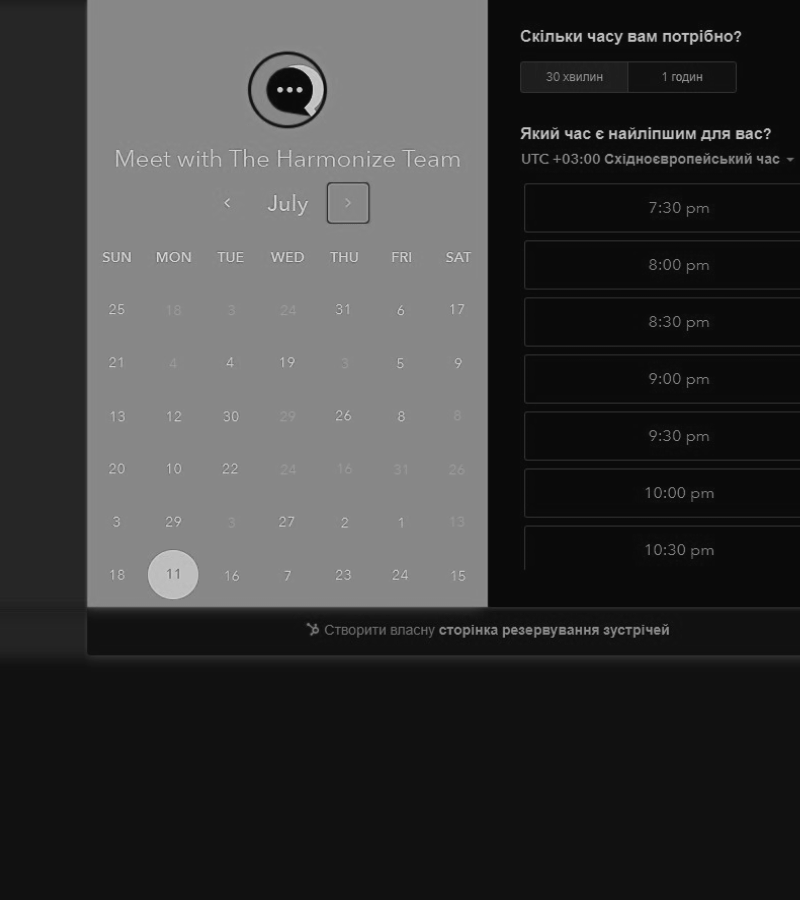 Meet with The Harmonize Team
July
SUN MON TUE WED THU FRI SAT
25 18 3 24 31 6 17
21 4 4 19 3 5 9
13 12 30 29 26 8 8
20 10 22 24 16 31 26
3 29 3 27 2 1 13
18 11 16 7 23 24 15
Скільки часу вам потрібно?
30 хвилин 1 годин
Який час є найліпшим для вас?
UTC +03:00 Східноєвропейський час
7:30 pm
8:00 pm
8:30 pm
9:00 pm
9:30 pm
10:00 pm
10:30 pm
Створити власну сторінка резервування зустрічей